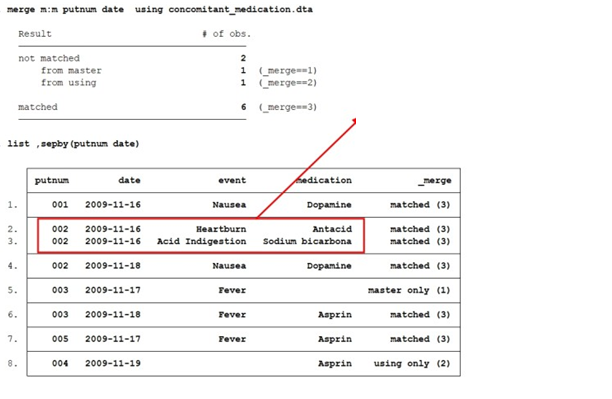 merge m:m putnum date using concomitant_medication.dta
Result # of obs.
not matched 2
from master 1 (_merge==1)
from using 1 (_merge==2)
matched 6 (_merge==3)
list ,sepby(putnum date)
putnum date event medication _merge
1. 001 2009-11-16 Nausea Dopamine matched (3)
2. 002 2009-11-16 Heartburn Antacid matched (3)
3. 002 2009-11-16 Acid Indigestion Sodium bicarbona matched (3)
4. 002 2009-11-18 Nausea Dopamine matched (3)
5. 003 2009-11-17 Fever master only (1)
6. 003 2009-11-18 Fever Asprin matched (3)
7. 005 2009-11-17 Fever Asprin matched (3)
8. 004 2009-11-19 Asprin using only (2)